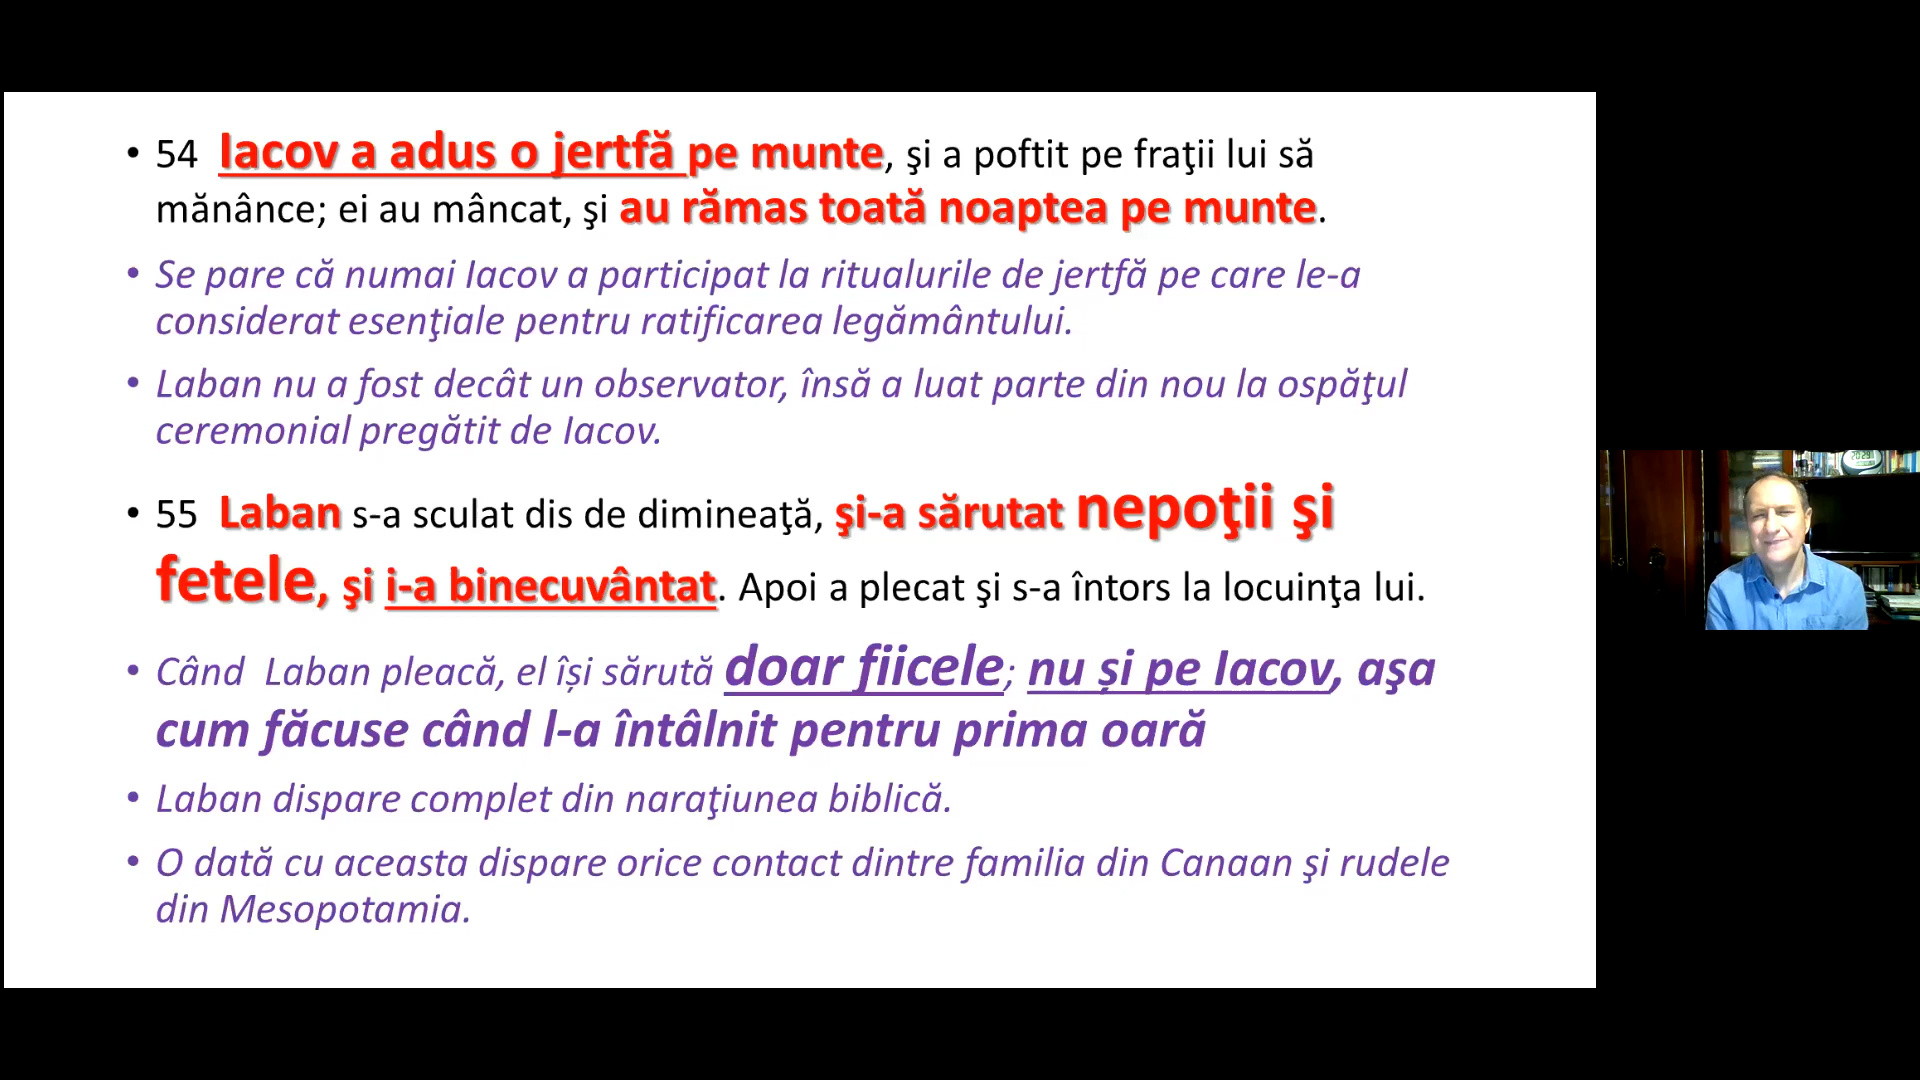 • 54 Iacov a adus o jertfă pe munte, şi a poftit pe fraţii lui să
mănânce; ei au mâncat, şi au rămas toată noaptea pe munte.
• Se pare că numai Iacov a participat la ritualurile de jertfă pe care le-a
considerat esenţiale pentru ratificarea legământului.
• Laban nu a fost decât un observator, însă a luat parte din nou la ospăţul
ceremonial pregătit de Iacov.
• 55 Laban s-a sculat dis de dimineaţă, şi-a sărutat nepoţii şi
fetele, şi i-a binecuvântat. Apoi a plecat şi s-a întors la locuinţa lui.
• Când Laban pleacă, el își sărută doar fiicele; nu și pe Iacov, aşa
cum făcuse când l-a întâlnit pentru prima oară
• Laban dispare complet din naraţiunea biblică.
• O dată cu aceasta dispare orice contact dintre familia din Canaan şi rudele
din Mesopotamia.
20:29